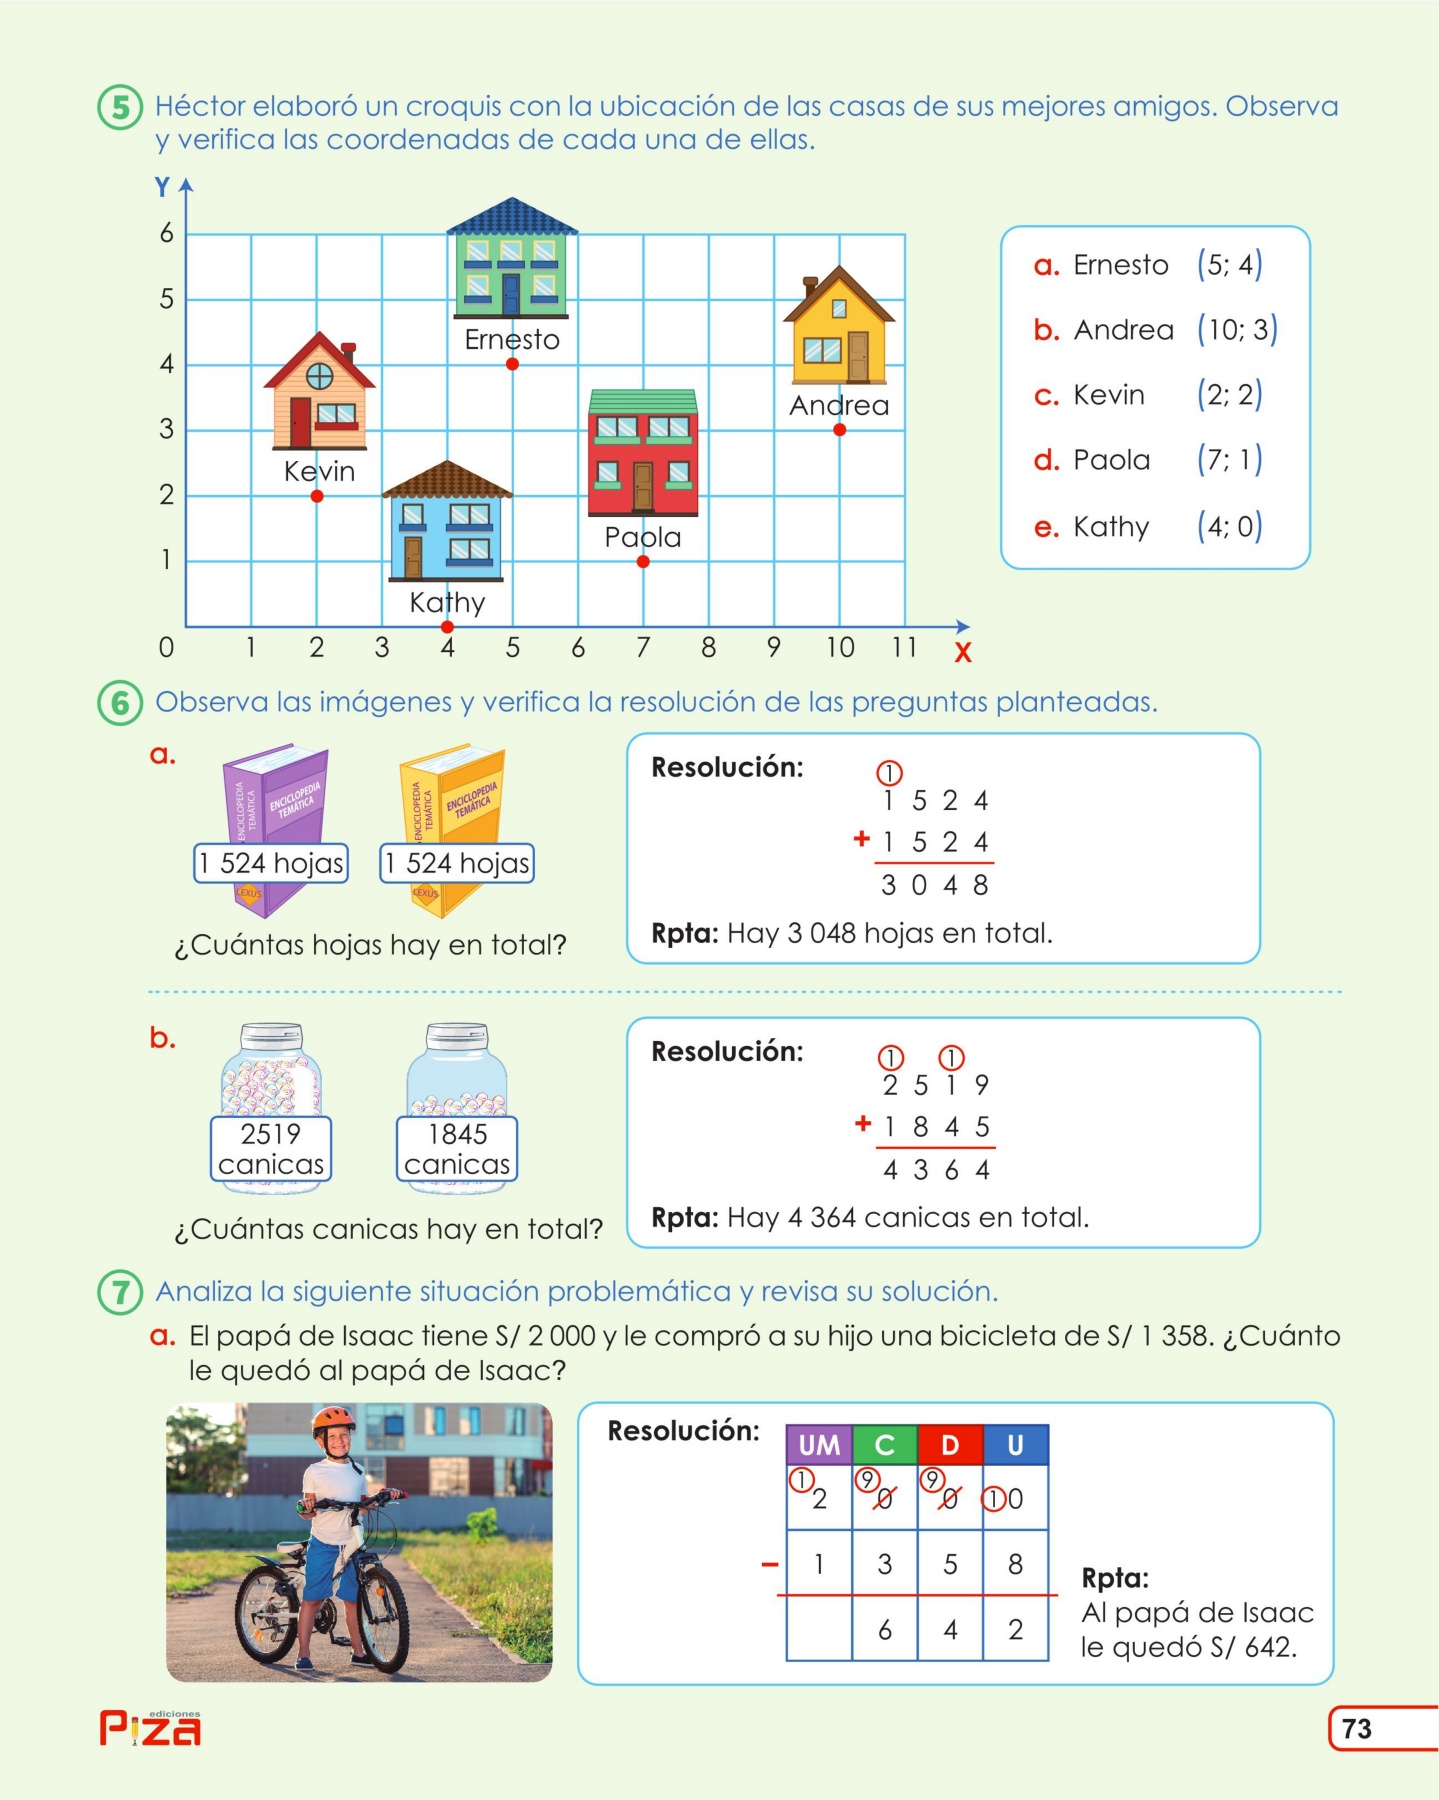 5 Héctor elaboró un croquis con la ubicación de las casas de sus mejores amigos. Observa
y verifica las coordenadas de cada una de ellas.
Y
6
5
4
3
2
1
0 1 2 3 4 5 6 7 8 9 10 11 X
Ernesto
Andrea
Kevin
Paola
Kathy
a. Ernesto (5; 4)
b. Andrea (10; 3)
c. Kevin (2; 2)
d. Paola (7; 1)
e. Kathy (4; 0)
6 Observa las imágenes y verifica la resolución de las preguntas planteadas.
a.
ENCICLOPEDIA
TEMÁTICA
ENCICLOPEDIA
TEMÁTICA
LEXUS
1 524 hojas
ENCICLOPEDIA
TEMÁTICA
ENCICLOPEDIA
TEMÁTICA
LEXUS
1 524 hojas
¿Cuántas hojas hay en total?
Resolución:
1
1 5 2 4
+ 1 5 2 4
3 0 4 8
Rpta: Hay 3 048 hojas en total.
b.
2519
canicas
1845
canicas
¿Cuántas canicas hay en total?
Resolución:
1 1
2 5 1 9
+ 1 8 4 5
4 3 6 4
Rpta: Hay 4 364 canicas en total.
7 Analiza la siguiente situación problemática y revisa su solución.
a. El papá de Isaac tiene S/ 2 000 y le compró a su hijo una bicicleta de S/ 1 358. ¿Cuánto
le quedó al papá de Isaac?
Resolución:
UM C D U
1 9 9 1
2 0 0 0
- 1 3 5 8
6 4 2
Rpta:
Al papá de Isaac
le quedó S/ 642.
ediciones
Piza
73